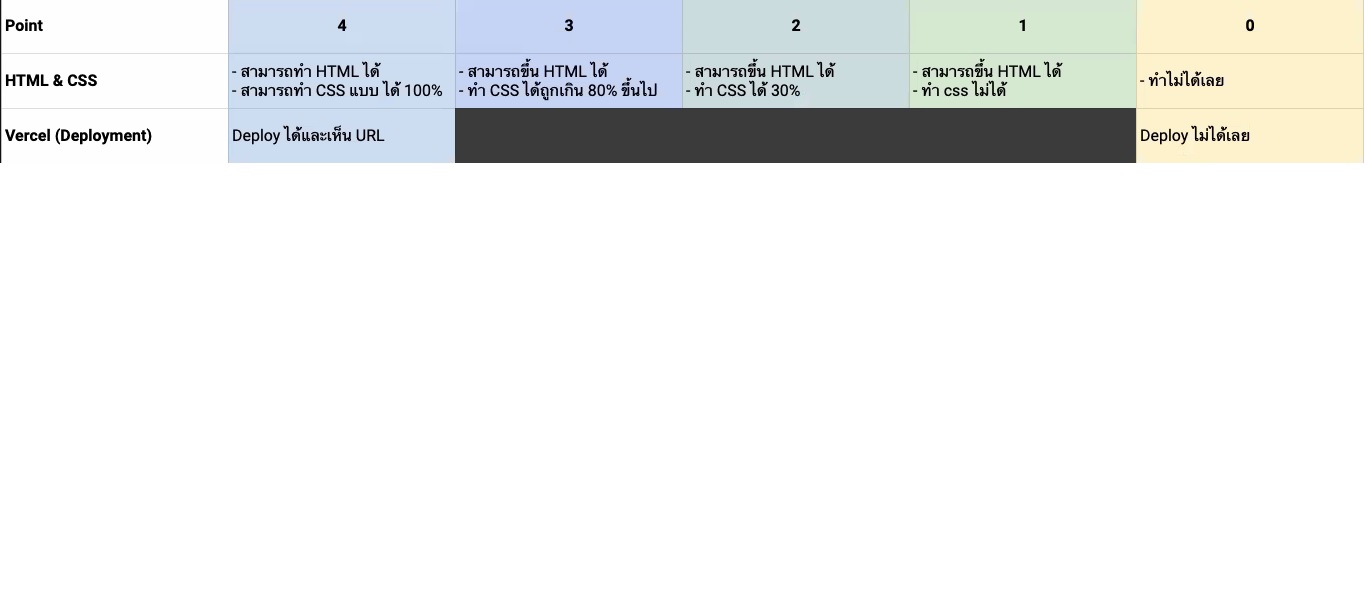 Point 4 3 2 1 0
HTML & CSS
- สามารถทำ HTML ได้
- สามารถทำ CSS แบบ ได้ 100%
- สามารถขึ้น HTML ได้
- ทำ CSS ได้ถูกเกิน 80% ขึ้นไป
- สามารถขึ้น HTML ได้
- ทำ CSS ได้ 30%
- สามารถขึ้น HTML ได้
- ทำ css ไม่ได้
- ทำไม่ได้เลย
Vercel (Deployment)
Deploy ได้และเห็น URL
Deploy ไม่ได้เลย